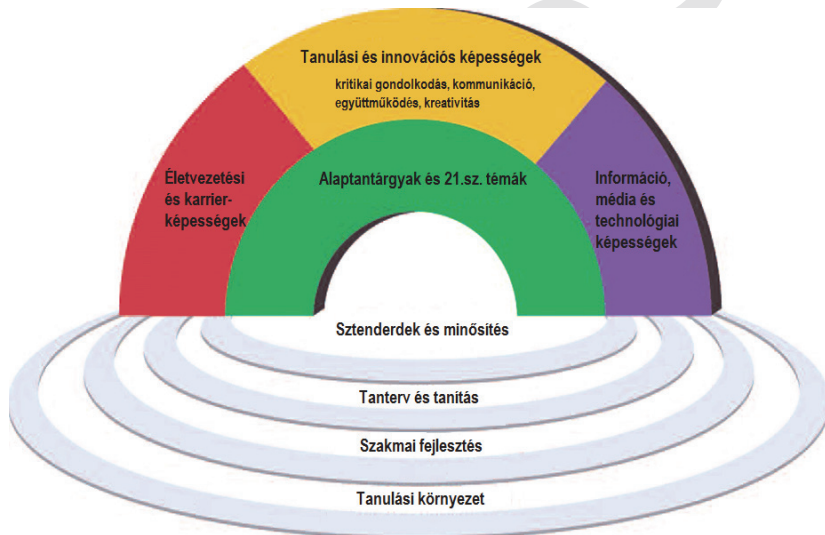 Tanulási és innovációs képességek
kritikai gondolkodás, kommunikáció,
együttműködés, kreativitás
Életvezetési
és karrier-
képességek
Alaptantárgyak és 21.sz. témák
Információ,
média és
technológiai
képességek
Sztenderdek és minősítés
Tanterv és tanítás
Szakmai fejlesztés
Tanulási környezet